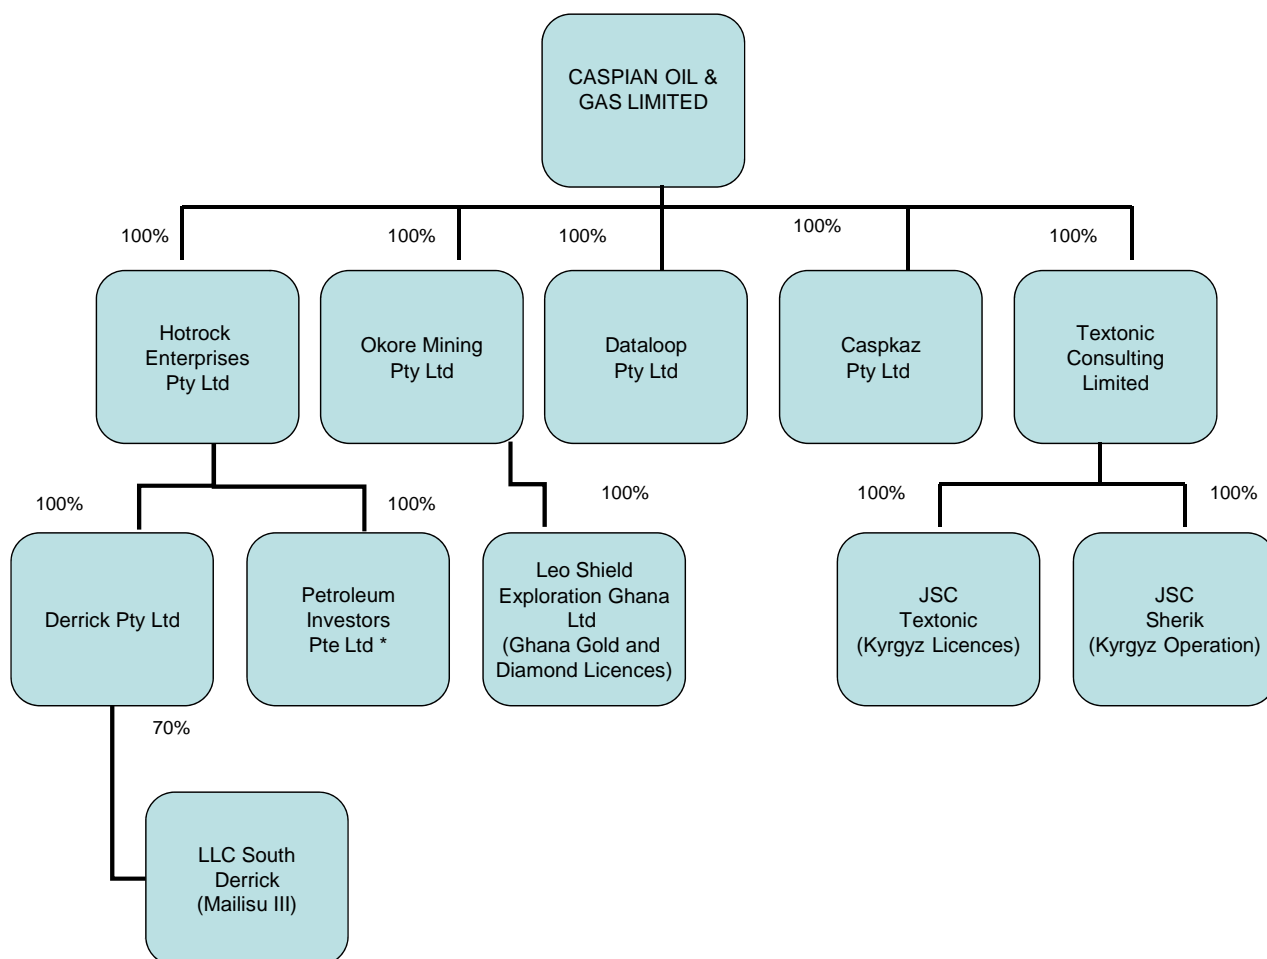 CASPIAN OIL &
GAS LIMITED
100%
100%
100%
100%
100%
Hotrock
Enterprises
Pty Ltd
Okore Mining
Pty Ltd
Dataloop
Pty Ltd
Caspkaz
Pty Ltd
Textonic
Consulting
Limited
100%
100%
100%
100%
100%
Derrick Pty Ltd
Petroleum
Investors
Pte Ltd *
Leo Shield
Exploration Ghana
Ltd
(Ghana Gold and
Diamond Licences)
JSC
Textonic
(Kyrgyz Licences)
JSC
Sherik
(Kyrgyz Operation)
70%
LLC South
Derrick
(Mailisu III)